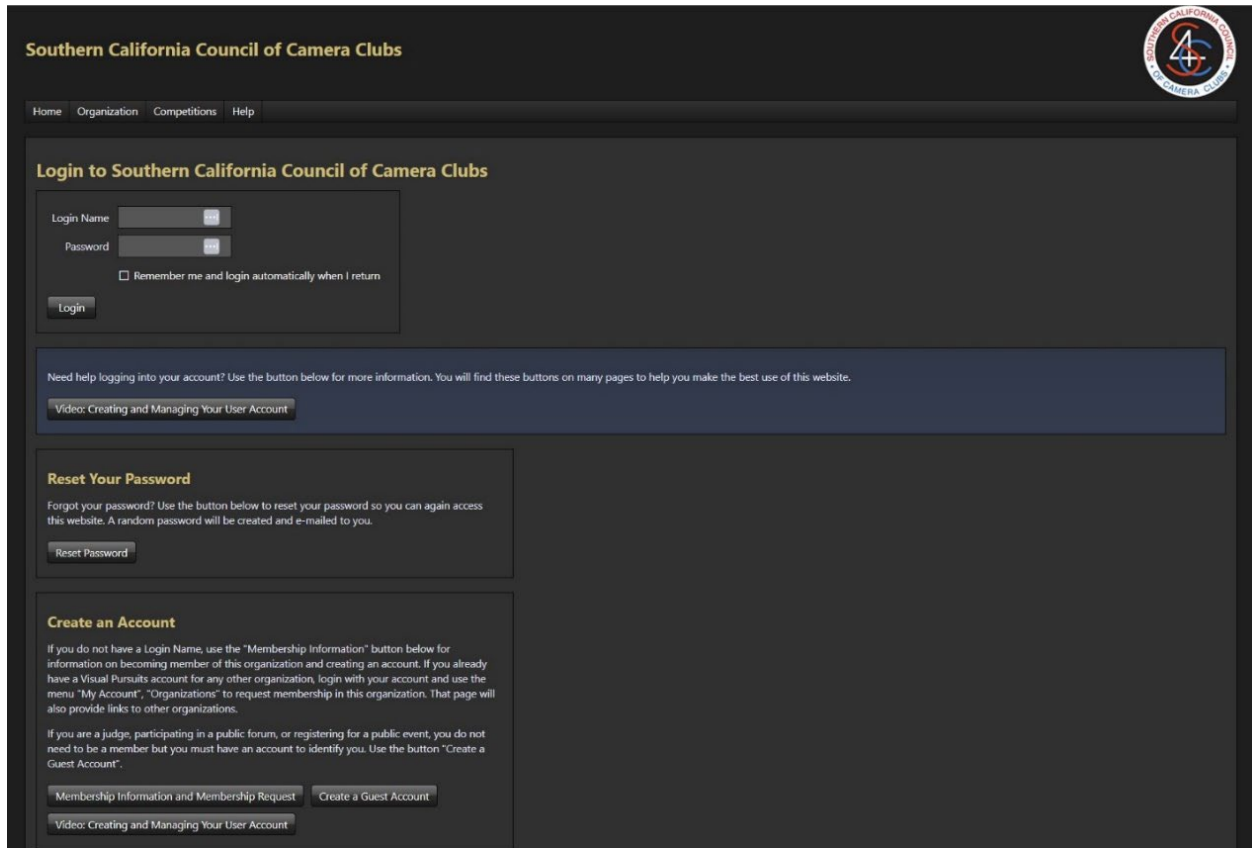 Southern California Council of Camera Clubs
SOUTHERN CALIFORNIA COUNCIL
S4C
• OF CAMERA CLUBS •
Home Organization Competitions Help
Login to Southern California Council of Camera Clubs
Login Name
Password
Remember me and login automatically when I return
Login
Need help logging into your account? Use the button below for more information. You will find these buttons on many pages to help you make the best use of this website.
Video: Creating and Managing Your User Account
Reset Your Password
Forgot your password? Use the button below to reset your password so you can again access
this website. A random password will be created and e-mailed to you.
Reset Password
Create an Account
If you do not have a Login Name, use the "Membership Information" button below for
information on becoming member of this organization and creating an account. If you already
have a Visual Pursuits account for any other organization, login with your account and use the
menu "My Account", "Organizations" to request membership in this organization. That page will
also provide links to other organizations.
If you are a judge, participating in a public forum, or registering for a public event, you do not
need to be a member but you must have an account to identify you. Use the button "Create a
Guest Account".
Membership Information and Membership Request Create a Guest Account
Video: Creating and Managing Your User Account